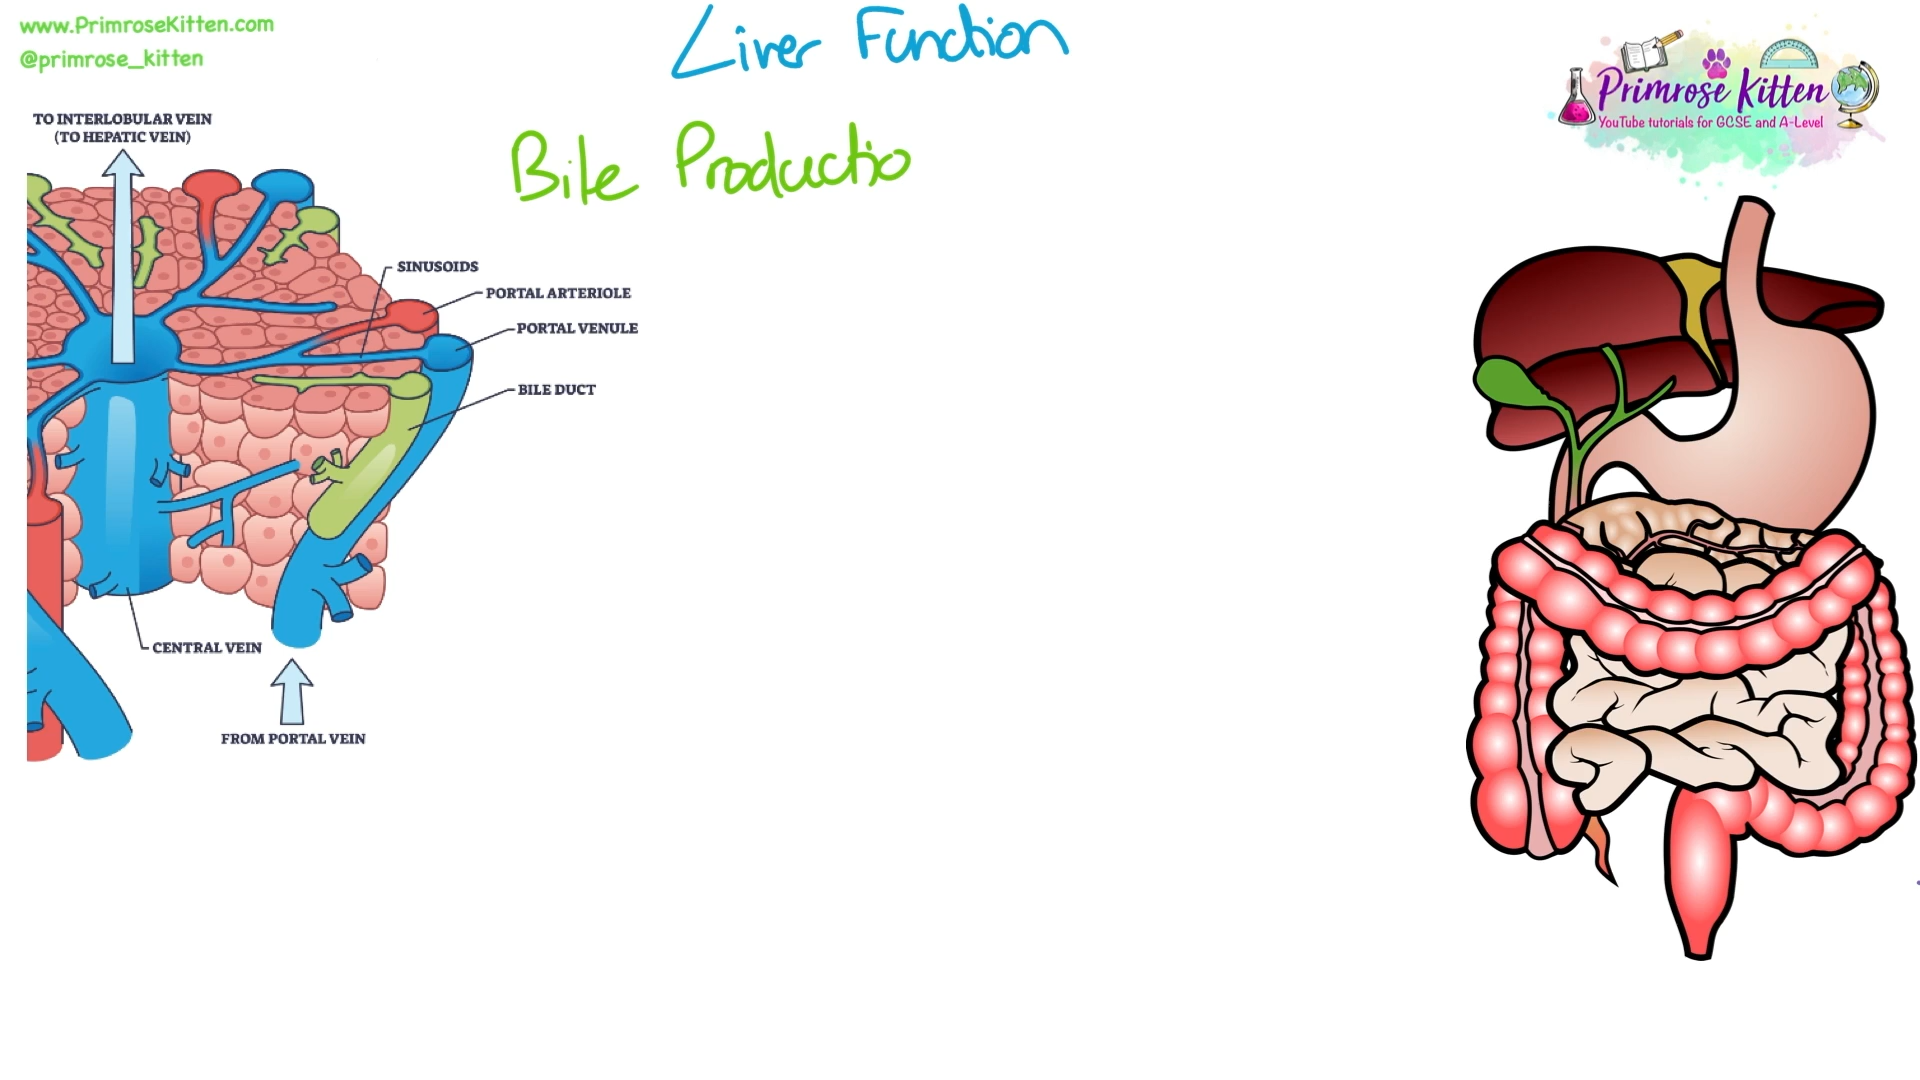 www.PrimroseKitten.com
@primrose_kitten
Liver Function
Primrose Kitten
YouTube tutorials for GCSE and A-Level
Bile Productio
TO INTERLOBULAR VEIN
(TO HEPATIC VEIN)
SINUSOIDS
PORTAL ARTERIOLE
PORTAL VENULE
BILE DUCT
CENTRAL VEIN
FROM PORTAL VEIN